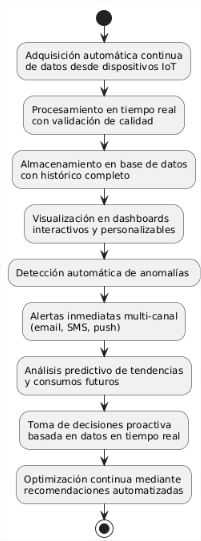 Adquisición automática continua
de datos desde dispositivos IoT
Procesamiento en tiempo real
con validación de calidad
Almacenamiento en base de datos
con histórico completo
Visualización en dashboards
interactivos y personalizables
Detección automática de anomalías
Alertas inmediatas multi-canal
(email, SMS, push)
Análisis predictivo de tendencias
y consumos futuros
Toma de decisiones proactiva
basada en datos en tiempo real
Optimización continua mediante
recomendaciones automatizadas